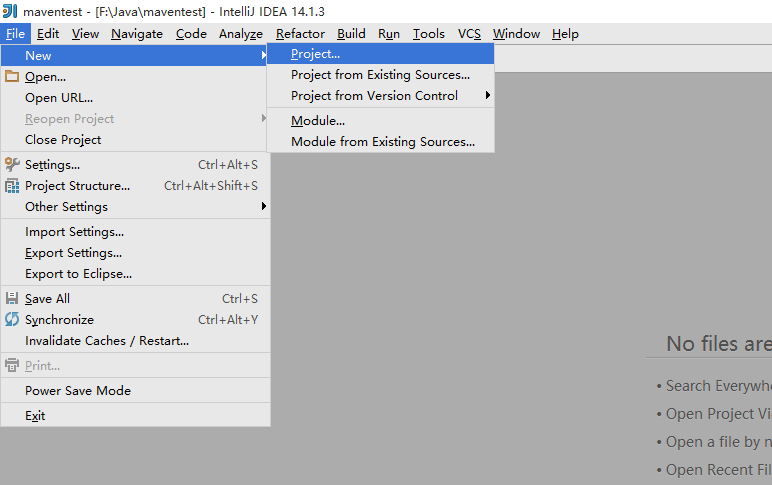 maventest - [F:\Java\maventest] - IntelliJ IDEA 14.1.3
File Edit View Navigate Code Analyze Refactor Build Run Tools VCS Window Help
New
Project...
Open...
Project from Existing Sources...
Open URL...
Project from Version Control
Reopen Project
Module...
Close Project
Module from Existing Sources...
Settings... Ctrl+Alt+S
Project Structure... Ctrl+Alt+Shift+S
Other Settings
Import Settings...
Export Settings...
Export to Eclipse...
Save All Ctrl+S
Synchronize Ctrl+Alt+Y
Invalidate Caches / Restart...
Print...
Power Save Mode
Exit
No files are
• Search Everywhe
• Open Project Vi
• Open a file by n
• Open Recent Fil